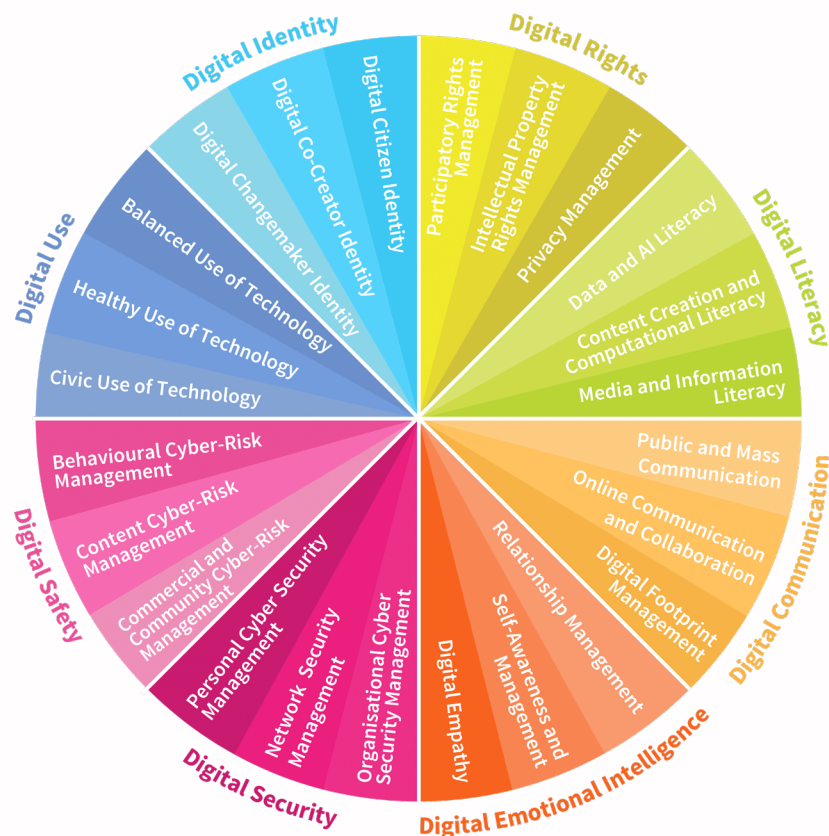 Digital Identity
Digital Citizen Identity
Digital Co-Creator Identity
Digital Changemaker Identity
Digital Rights
Participatory Rights
Management
Intellectual Property
Rights Management
Privacy Management
Digital Literacy
Data and AI Literacy
Content Creation and
Computational Literacy
Media and Information
Literacy
Digital Communication
Public and Mass
Communication
Online Communication
and Collaboration
Digital Footprint
Management
Digital Emotional Intelligence
Relationship Management
Self-Awareness and
Management
Digital Empathy
Digital Security
Organisational Cyber
Security Management
Network Security
Management
Personal Cyber Security
Management
Digital Safety
Commercial and
Community Cyber-Risk
Management
Content Cyber-Risk
Management
Behavioural Cyber-Risk
Management
Digital Use
Civic Use of Technology
Healthy Use of Technology
Balanced Use of Technology